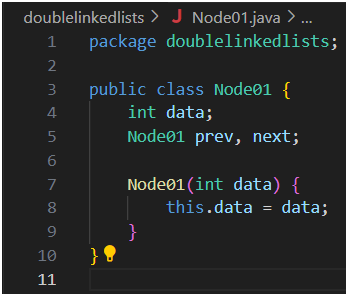 doublelinkedlists > J Node01.java > ...
1 package doublelinkedlists;
2
3 public class Node01 {
4     int data;
5     Node01 prev, next;
6
7     Node01(int data) {
8         this.data = data;
9     }
10 }
11